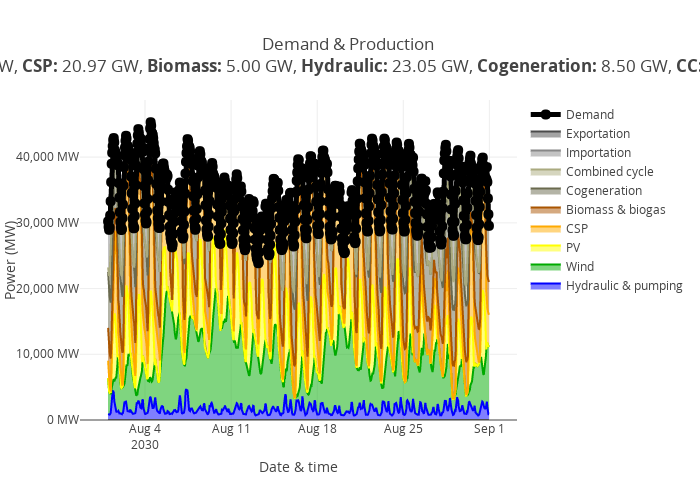 Demand & Production
W, CSP: 20.97 GW, Biomass: 5.00 GW, Hydraulic: 23.05 GW, Cogeneration: 8.50 GW, CC:
Demand
Exportation
Importation
Combined cycle
Cogeneration
Biomass & biogas
CSP
PV
Wind
Hydraulic & pumping
40,000 MW
30,000 MW
20,000 MW
10,000 MW
0 MW
Power (MW)
Aug 4
2030
Aug 11
Aug 18
Aug 25
Sep 1
Date & time